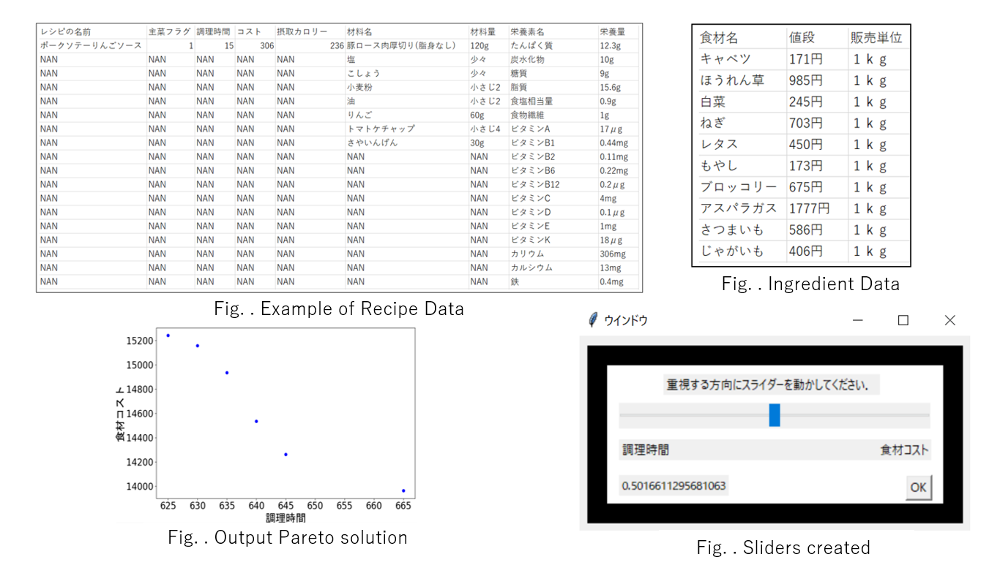 レシピの名前 主菜フラグ 調理時間 コスト 摂取カロリー 材料名 材料量 栄養素名 栄養量
ポークソテーりんごソース 1 15 306 236 豚ロース肉厚切り(脂身なし) 120g たんぱく質 12.3g
NAN NAN NAN NAN NAN 塩 少々 炭水化物 10g
NAN NAN NAN NAN NAN こしょう 少々 糖質 9g
NAN NAN NAN NAN NAN 小麦粉 小さじ2 脂質 15.6g
NAN NAN NAN NAN NAN 油 小さじ2 食塩相当量 0.9g
NAN NAN NAN NAN NAN りんご 60g 食物繊維 1g
NAN NAN NAN NAN NAN トマトケチャップ 小さじ4 ビタミンA 17μg
NAN NAN NAN NAN NAN さやいんげん 30g ビタミンB1 0.44mg
NAN NAN NAN NAN NAN NAN NAN ビタミンB2 0.11mg
NAN NAN NAN NAN NAN NAN NAN ビタミンB6 0.22mg
NAN NAN NAN NAN NAN NAN NAN ビタミンB12 0.2μg
NAN NAN NAN NAN NAN NAN NAN ビタミンC 4mg
NAN NAN NAN NAN NAN NAN NAN ビタミンD 0.1μg
NAN NAN NAN NAN NAN NAN NAN ビタミンE 1mg
NAN NAN NAN NAN NAN NAN NAN ビタミンK 18μg
NAN NAN NAN NAN NAN NAN NAN カリウム 306mg
NAN NAN NAN NAN NAN NAN NAN カルシウム 13mg
NAN NAN NAN NAN NAN NAN NAN 鉄 0.4mg
Fig. . Example of Recipe Data
食材名 値段 販売単位
キャベツ 171円 1ｋｇ
ほうれん草 985円 1ｋｇ
白菜 245円 1ｋｇ
ねぎ 703円 1ｋｇ
レタス 450円 1ｋｇ
もやし 173円 1ｋｇ
ブロッコリー 675円 1ｋｇ
アスパラガス 1777円 1ｋｇ
さつまいも 586円 1ｋｇ
じゃがいも 406円 1ｋｇ
Fig. . Ingredient Data
食材コスト
15200
15000
14800
14600
14400
14200
14000
625 630 635 640 645 650 655 660 665
調理時間
Fig. . Output Pareto solution
ウインドウ
重視する方向にスライダーを動かしてください.
調理時間 食材コスト
0.5016611295681063 OK
Fig. . Sliders created